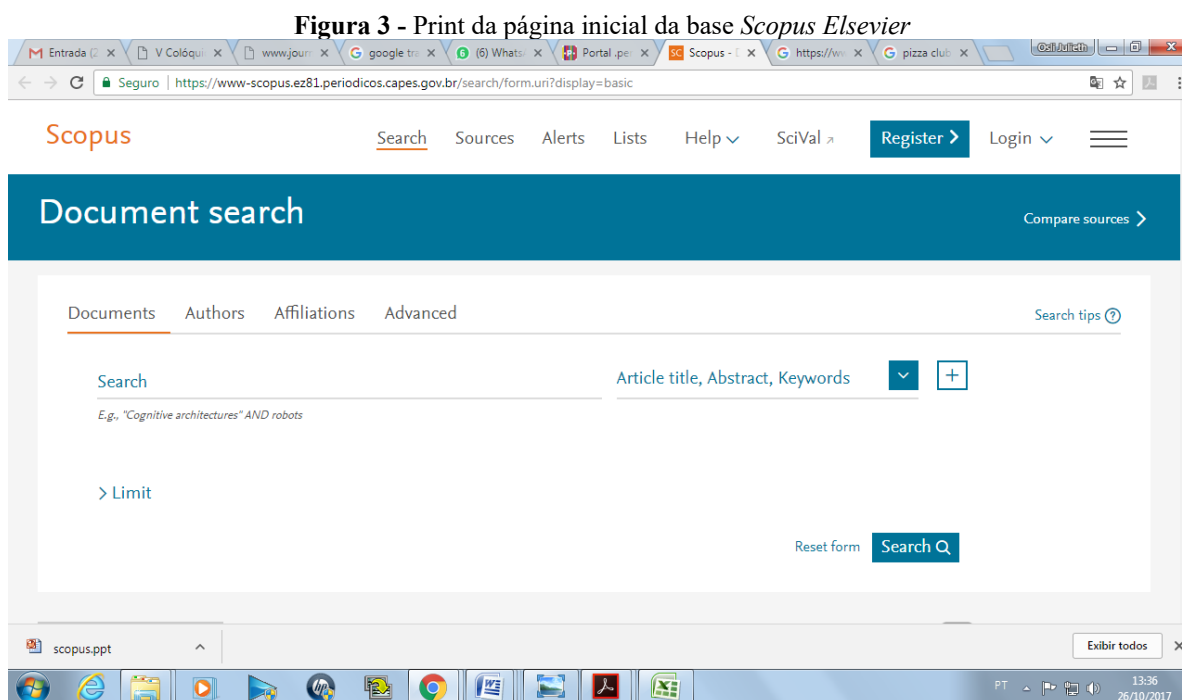 Figura 3 - Print da página inicial da base Scopus Elsevier
Entrada (2 V Colóqui www.journ google tra (6) Whats Portal .per Scopus - https://ww pizza club
Seguro | https://www-scopus.ez81.periodicos.capes.gov.br/search/form.uri?display=basic
Scopus Search Sources Alerts Lists Help SciVal Register Login
Document search
Compare sources
Documents Authors Affiliations Advanced Search tips
Search Article title, Abstract, Keywords
E.g., "Cognitive architectures" AND robots
Limit
Reset form Search
scopus.ppt Exibir todos
PT 13:36
26/10/2017